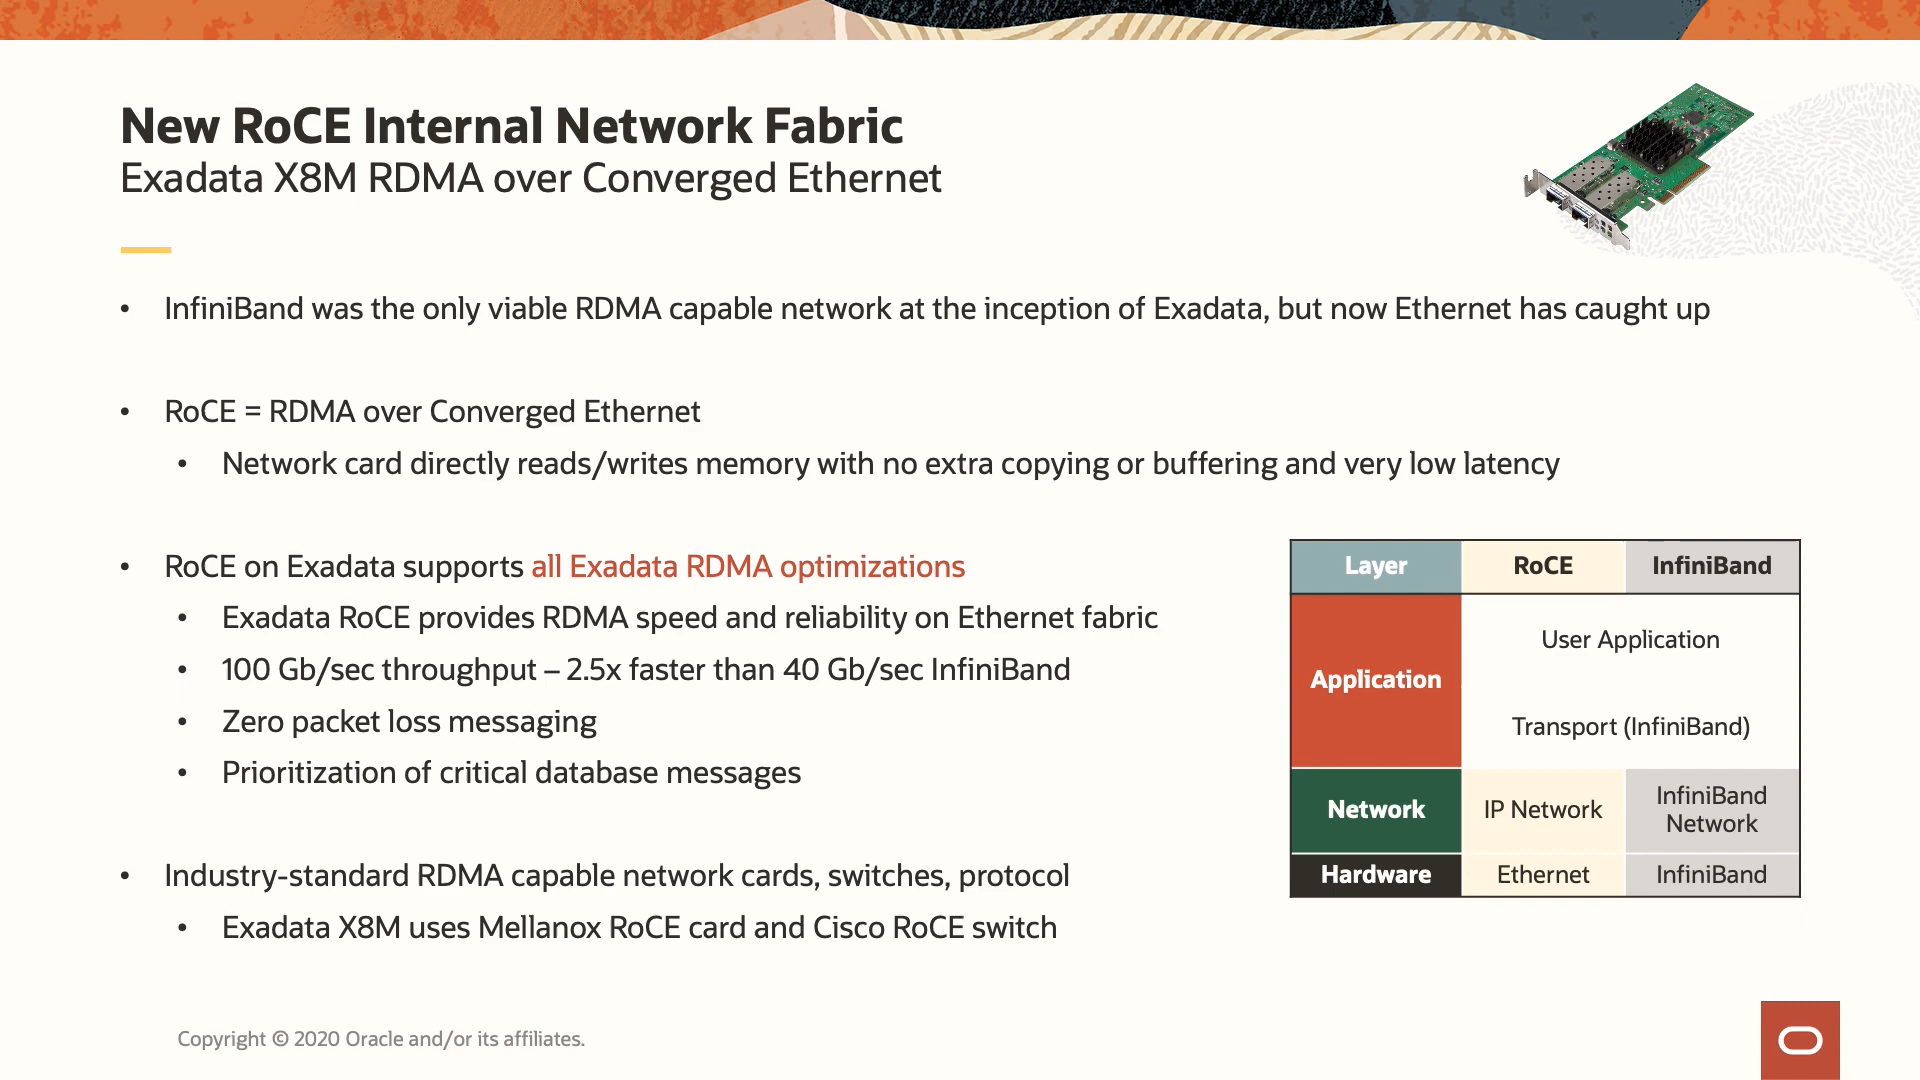 New RoCE Internal Network Fabric
Exadata X8M RDMA over Converged Ethernet
• InfiniBand was the only viable RDMA capable network at the inception of Exadata, but now Ethernet has caught up
• RoCE = RDMA over Converged Ethernet
• Network card directly reads/writes memory with no extra copying or buffering and very low latency
• RoCE on Exadata supports all Exadata RDMA optimizations
• Exadata RoCE provides RDMA speed and reliability on Ethernet fabric
• 100 Gb/sec throughput – 2.5x faster than 40 Gb/sec InfiniBand
• Zero packet loss messaging
• Prioritization of critical database messages
• Industry-standard RDMA capable network cards, switches, protocol
• Exadata X8M uses Mellanox RoCE card and Cisco RoCE switch
Layer RoCE InfiniBand
Application
User Application
Transport (InfiniBand)
Network IP Network InfiniBand
Network
Hardware Ethernet InfiniBand
Copyright © 2020 Oracle and/or its affiliates.